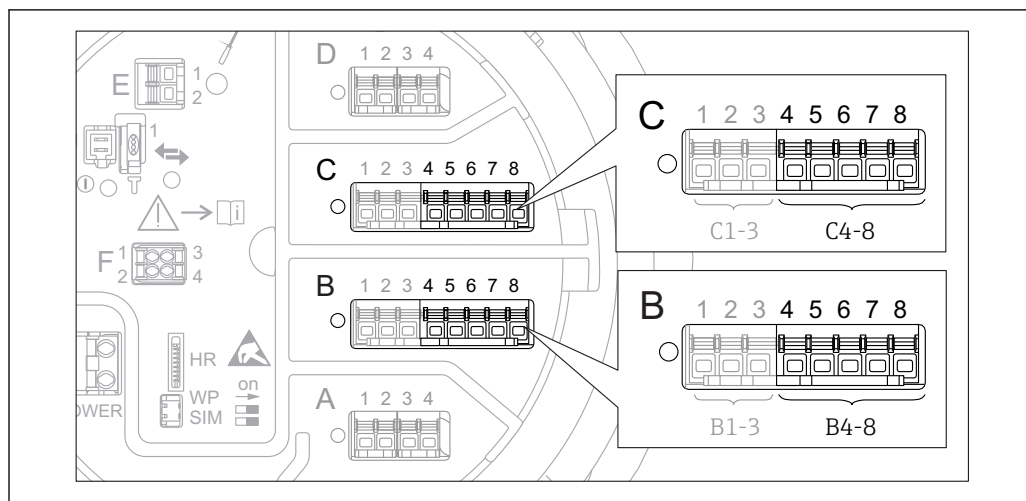 D 1 2 3 4
E 1
2
1
C 1 2 3 4 5 6 7 8
i
F 1 3
2 4
B 1 2 3 4 5 6 7 8
HR
WP on
SIM
OWER
A 1 2 3 4
C 1 2 3 4 5 6 7 8
C1-3 C4-8
B 1 2 3 4 5 6 7 8
B1-3 B4-8